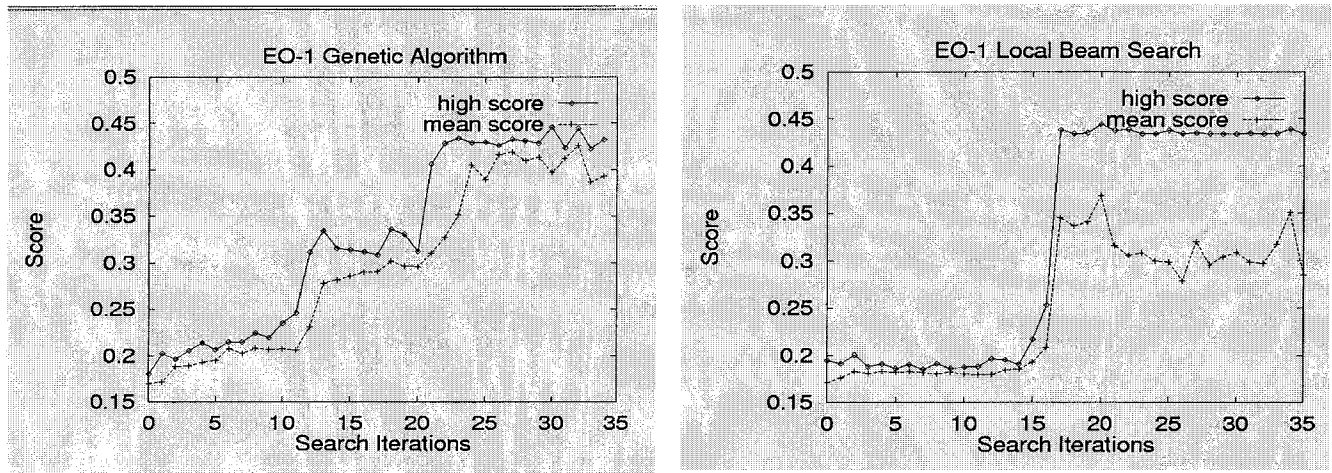 EO-1 Genetic Algorithm
0.5
high score
0.45
mean score
0.4
0.35
Score
0.3
0.25
0.2
0.15
0 5 10 15 20 25 30 35
Search Iterations
EO-1 Local Beam Search
0.5
high score
0.45
mean score
0.4
0.35
Score
0.3
0.25
0.2
0.15
0 5 10 15 20 25 30 35
Search Iterations